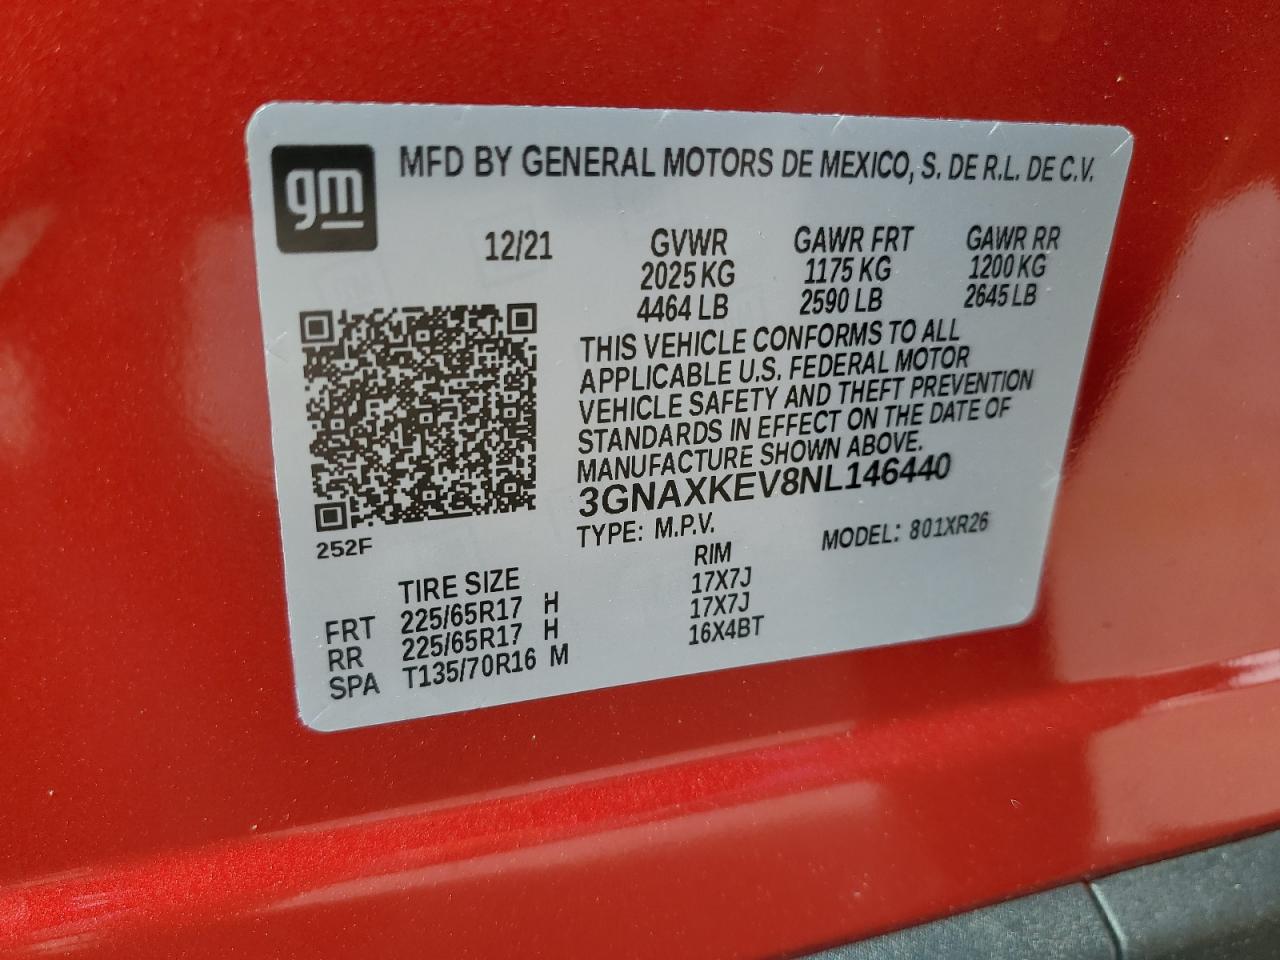 gm
MFD BY GENERAL MOTORS DE MEXICO, S. DE R.L. DE C.V.
12/21 GVWR GAWR FRT GAWR RR
2025 KG 1175 KG 1200 KG
4464 LB 2590 LB 2645 LB
THIS VEHICLE CONFORMS TO ALL
APPLICABLE U.S. FEDERAL MOTOR
VEHICLE SAFETY AND THEFT PREVENTION
STANDARDS IN EFFECT ON THE DATE OF
MANUFACTURE SHOWN ABOVE.
3GNAXKEV8NL146440
TYPE: M.P.V. MODEL: 801XR26
252F
TIRE SIZE RIM
FRT 225/65R17 H 17X7J
RR 225/65R17 H 17X7J
SPA T135/70R16 M 16X4BT